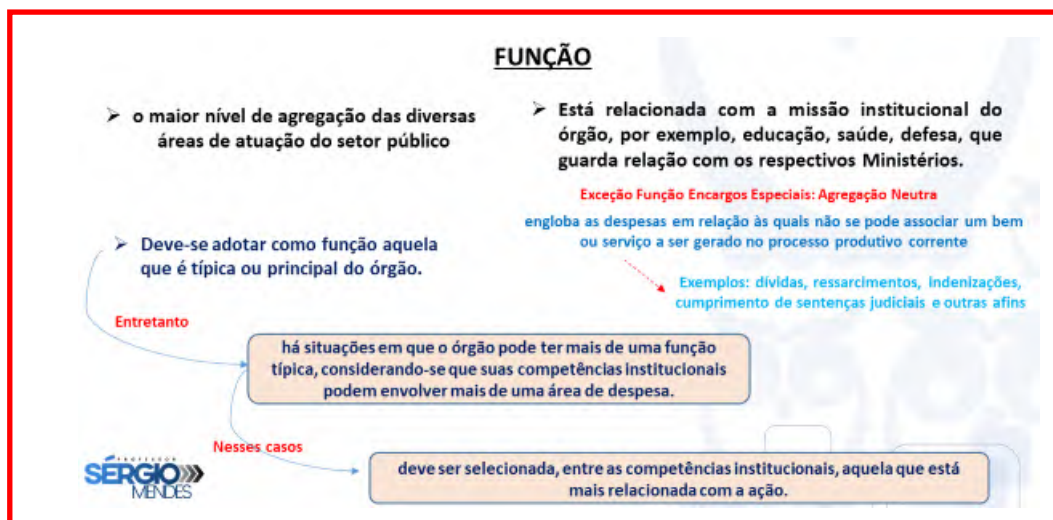 FUNÇÃO
➢ o maior nível de agregação das diversas
áreas de atuação do setor público
➢ Está relacionada com a missão institucional do
órgão, por exemplo, educação, saúde, defesa, que
guarda relação com os respectivos Ministérios.
Exceção Função Encargos Especiais: Agregação Neutra
engloba as despesas em relação às quais não se pode associar um bem
ou serviço a ser gerado no processo produtivo corrente
Exemplos: dívidas, ressarcimentos, indenizações,
cumprimento de sentenças judiciais e outras afins
➢ Deve-se adotar como função aquela
que é típica ou principal do órgão.
Entretanto
há situações em que o órgão pode ter mais de uma função
típica, considerando-se que suas competências institucionais
podem envolver mais de uma área de despesa.
Nesses casos
deve ser selecionada, entre as competências institucionais, aquela que está
mais relacionada com a ação.
PROFESSOR
SÉRGIO
MENDES